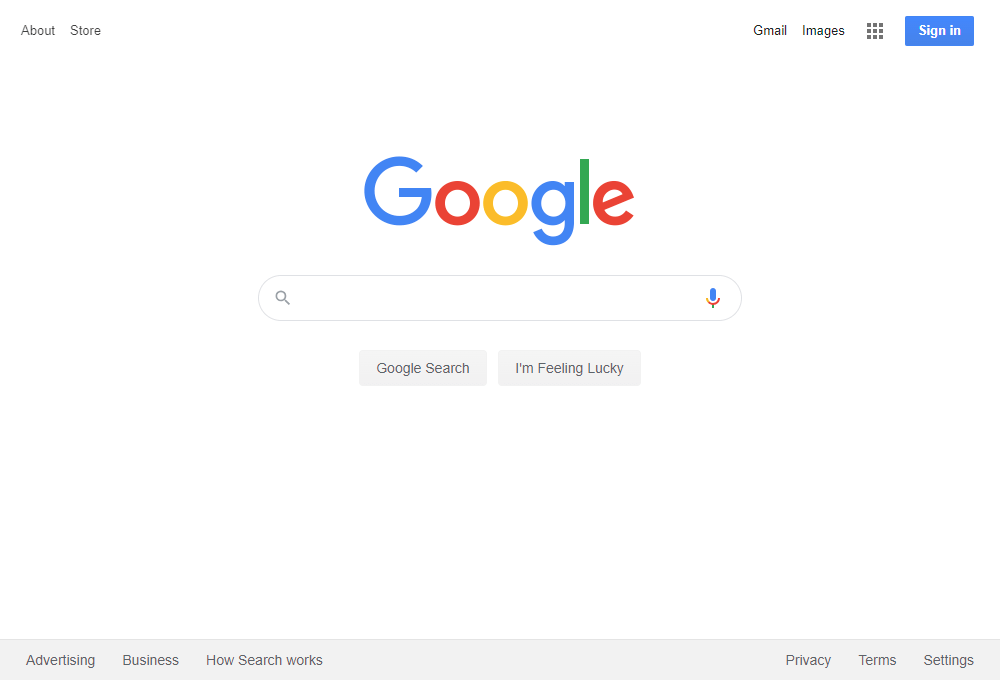 About Store Gmail Images Sign in
Google
Google Search I'm Feeling Lucky
Advertising Business How Search works Privacy Terms Settings